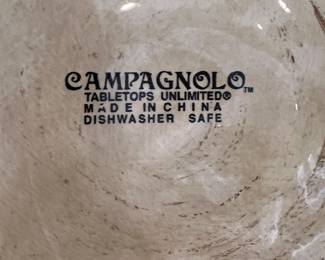 CAMPAGNOLO™
TABLETOPS UNLIMITED®
MADE IN CHINA
DISHWASHER SAFE